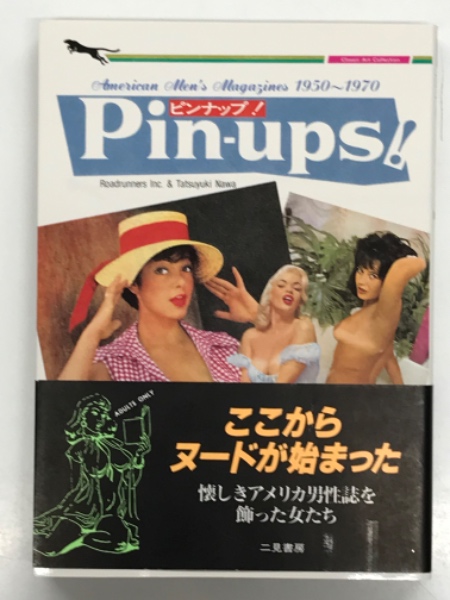 Classic Art Collection
American Men's Magazines 1950~1970
ピンナップ!
Pin-ups!
Roadrunners Inc. & Tatsuyuki Nawa
ADULTS ONLY
ここから
ヌードが始まった
懐しきアメリカ男性誌を
飾った女たち
二見書房